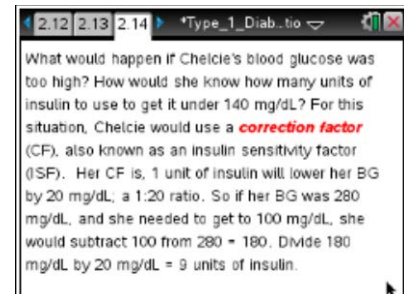 2.12 2.13 2.14 *Type_1_Diab..tio
What would happen if Chelcie's blood glucose was
too high? How would she know how many units of
insulin to use to get it under 140 mg/dL? For this
situation, Chelcie would use a correction factor
(CF), also known as an insulin sensitivity factor
(ISF). Her CF is, 1 unit of insulin will lower her BG
by 20 mg/dL; a 1:20 ratio. So if her BG was 280
mg/dL, and she needed to get to 100 mg/dL, she
would subtract 100 from 280 = 180. Divide 180
mg/dL by 20 mg/dL = 9 units of insulin.